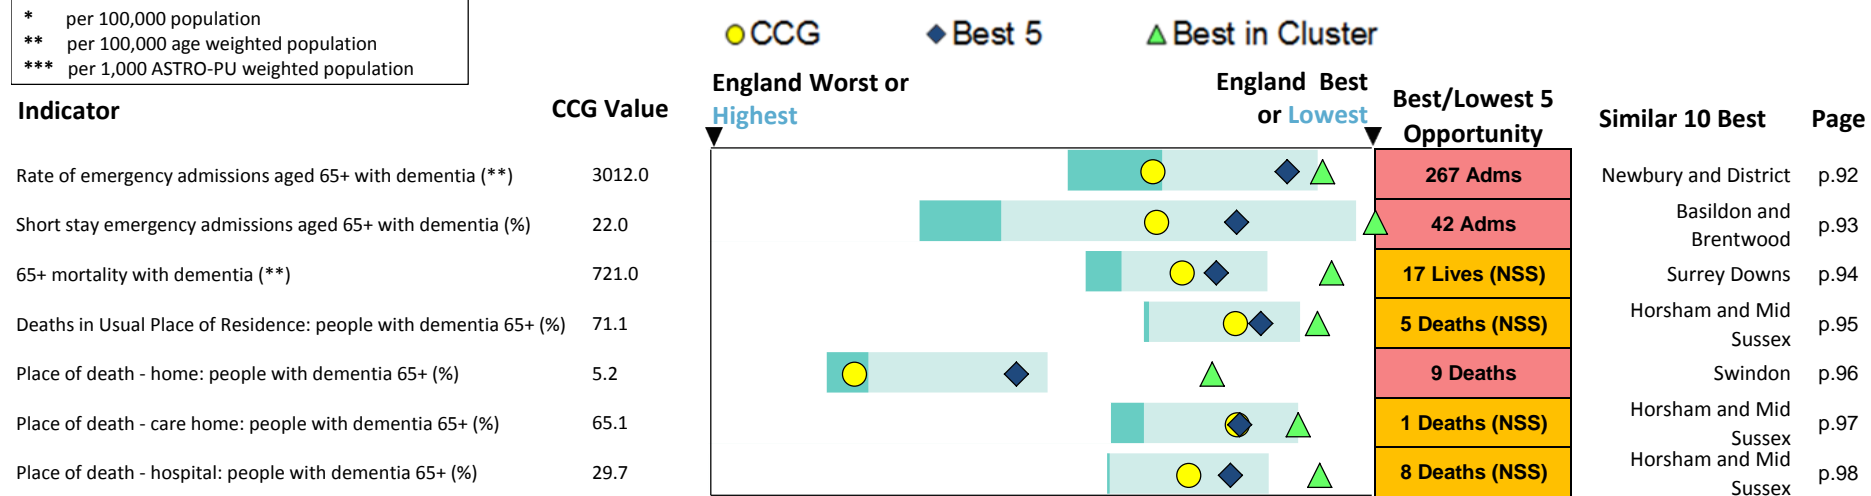 * per 100,000 population
** per 100,000 age weighted population
*** per 1,000 ASTRO-PU weighted population
CCG Best 5 Best in Cluster
Indicator CCG Value England Worst or Highest England Best or Lowest Best/Lowest 5 Opportunity Similar 10 Best Page
Rate of emergency admissions aged 65+ with dementia (**) 3012.0 267 Adms Newbury and District p.92
Short stay emergency admissions aged 65+ with dementia (%) 22.0 42 Adms Basildon and Brentwood p.93
65+ mortality with dementia (**) 721.0 17 Lives (NSS) Surrey Downs p.94
Deaths in Usual Place of Residence: people with dementia 65+ (%) 71.1 5 Deaths (NSS) Horsham and Mid Sussex p.95
Place of death - home: people with dementia 65+ (%) 5.2 9 Deaths Swindon p.96
Place of death - care home: people with dementia 65+ (%) 65.1 1 Deaths (NSS) Horsham and Mid Sussex p.97
Place of death - hospital: people with dementia 65+ (%) 29.7 8 Deaths (NSS) Horsham and Mid Sussex p.98